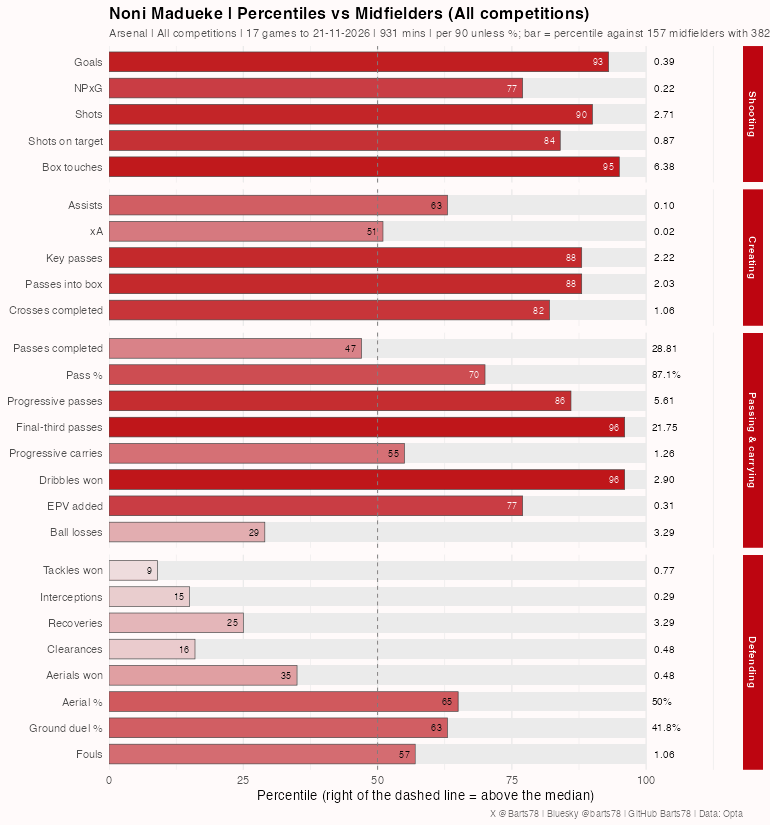 Noni Madueke | Percentiles vs Midfielders (All competitions)
Arsenal | All competitions | 17 games to 21-11-2026 | 931 mins | per 90 unless %; bar = percentile against 157 midfielders with 382
Goals 93 0.39
NPxG 77 0.22
Shots 90 2.71
Shots on target 84 0.87
Box touches 95 6.38
Shooting
Assists 63 0.10
xA 51 0.02
Key passes 88 2.22
Passes into box 88 2.03
Crosses completed 82 1.06
Creating
Passes completed 47 28.81
Pass % 70 87.1%
Progressive passes 86 5.61
Final-third passes 96 21.75
Progressive carries 55 1.26
Dribbles won 96 2.90
EPV added 77 0.31
Ball losses 29 3.29
Passing & carrying
Tackles won 9 0.77
Interceptions 15 0.29
Recoveries 25 3.29
Clearances 16 0.48
Aerials won 35 0.48
Aerial % 65 50%
Ground duel % 63 41.8%
Fouls 57 1.06
Defending
0 25 50 75 100
Percentile (right of the dashed line = above the median)
X @Barts78 | Bluesky @barts78 | GitHub Barts78 | Data: Opta